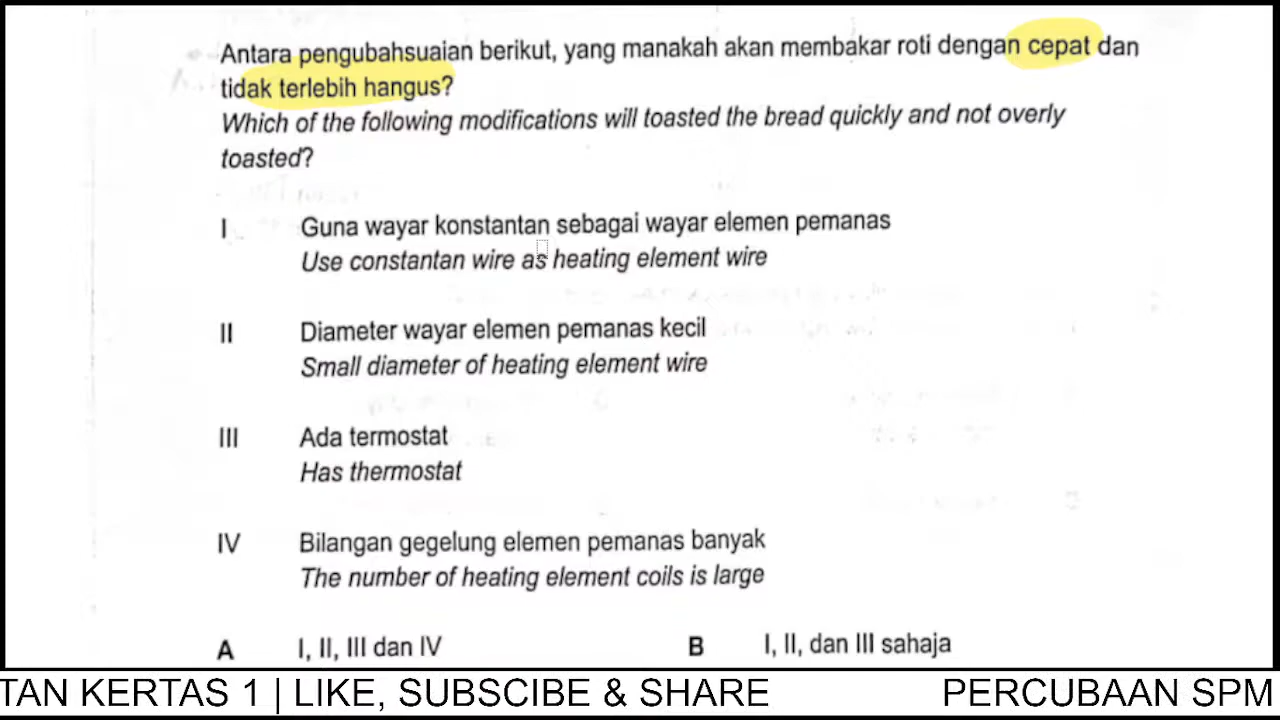 Antara pengubahsuaian berikut, yang manakah akan membakar roti dengan cepat dan
tidak terlebih hangus?
Which of the following modifications will toasted the bread quickly and not overly
toasted?
I Guna wayar konstantan sebagai wayar elemen pemanas
Use constantan wire as heating element wire
II Diameter wayar elemen pemanas kecil
Small diameter of heating element wire
III Ada termostat
Has thermostat
IV Bilangan gegelung elemen pemanas banyak
The number of heating element coils is large
A I, II, III dan IV B I, II, dan III sahaja
TAN KERTAS 1 | LIKE, SUBSCIBE & SHARE PERCUBAAN SPM